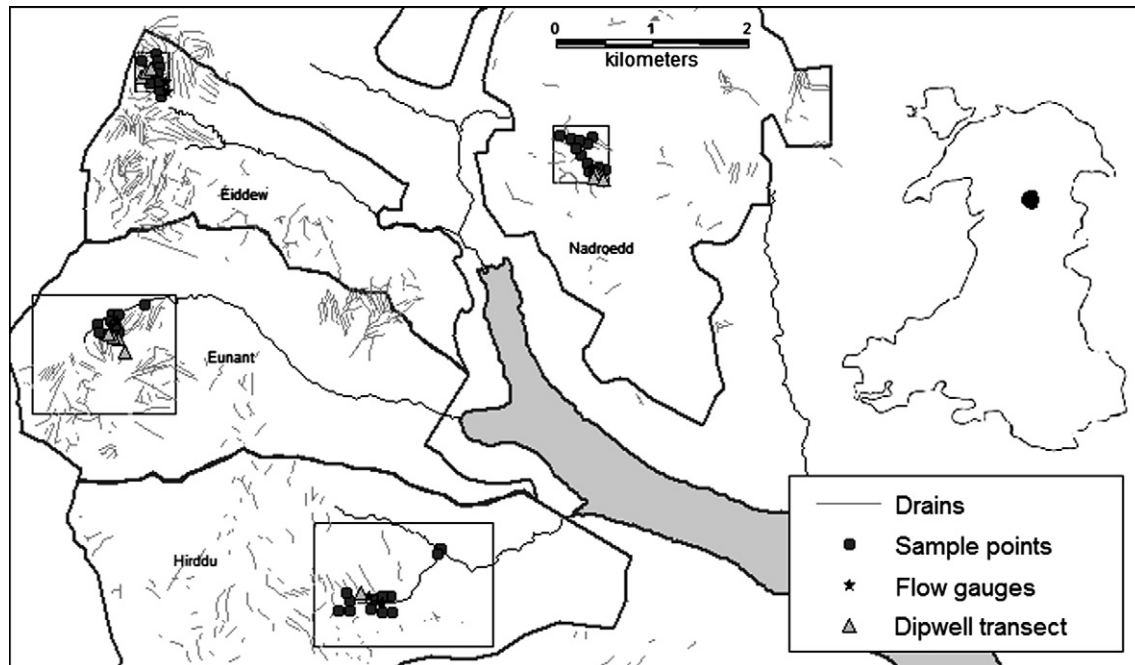 0 1 2
kilometers
Eiddew
Nadroedd
Eunant
Hirddu
Drains
Sample points
Flow gauges
Dipwell transect